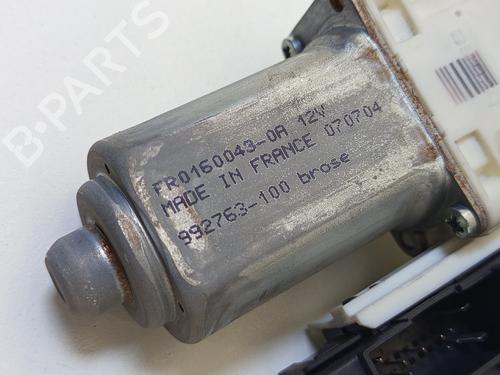 B-PARTS
FR0160043-0A 12V
MADE IN FRANCE 070704
992763-100 brose